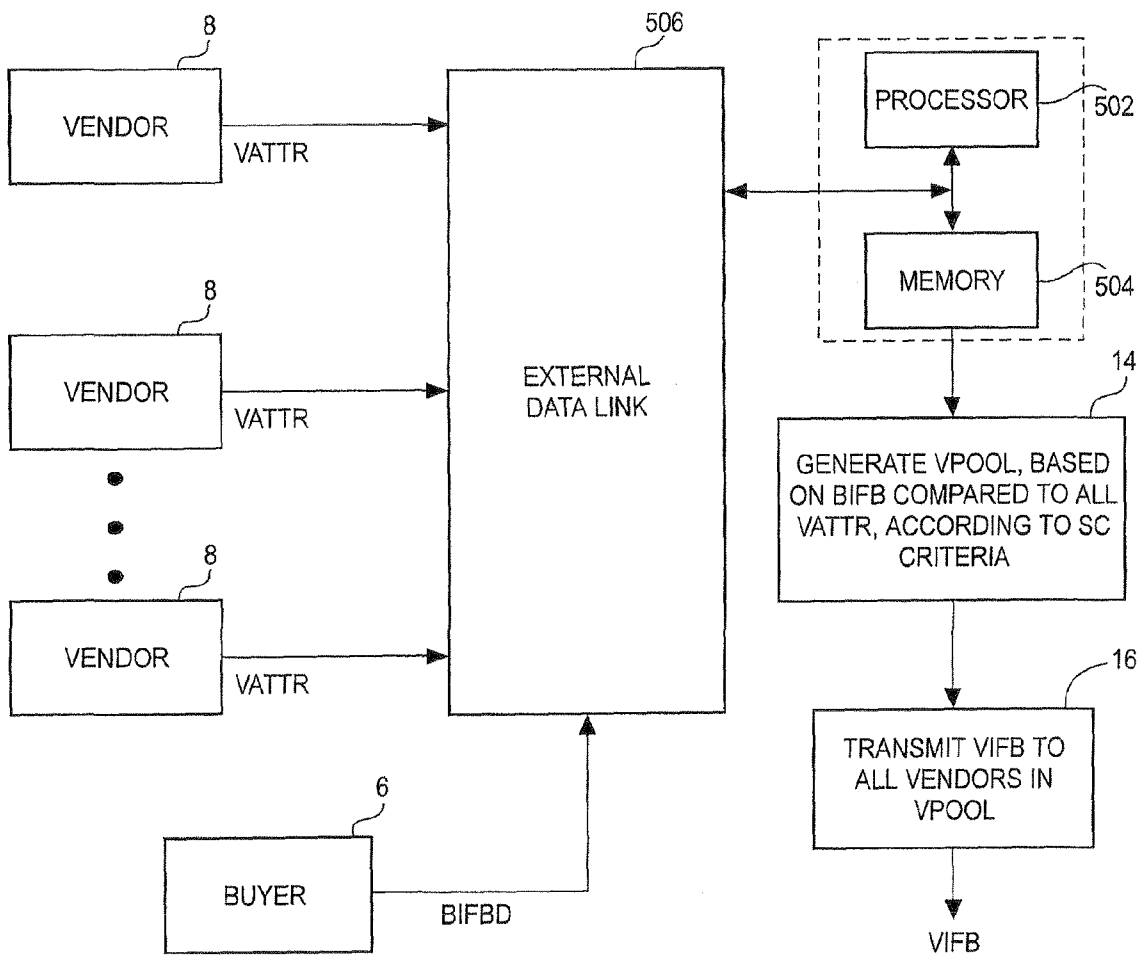 8
VENDOR
VATTR
8
VENDOR
VATTR
8
VENDOR
VATTR
506
EXTERNAL
DATA LINK
6
BUYER
BIFBD
PROCESSOR
502
MEMORY
504
14
GENERATE VPOOL, BASED
ON BIFB COMPARED TO ALL
VATTR, ACCORDING TO SC
CRITERIA
16
TRANSMIT VIFB TO
ALL VENDORS IN
VPOOL
VIFB